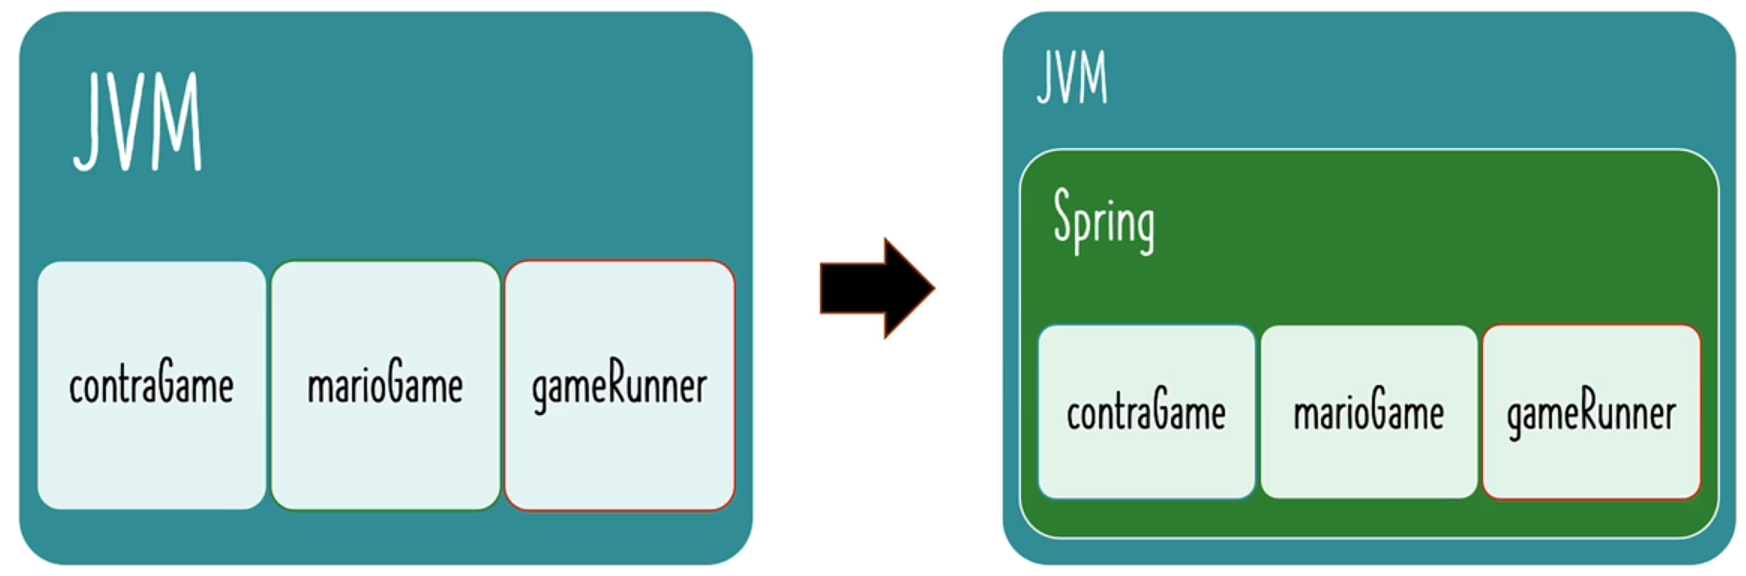 JVM
contraGame
marioGame
gameRunner
JVM
Spring
contraGame
marioGame
gameRunner